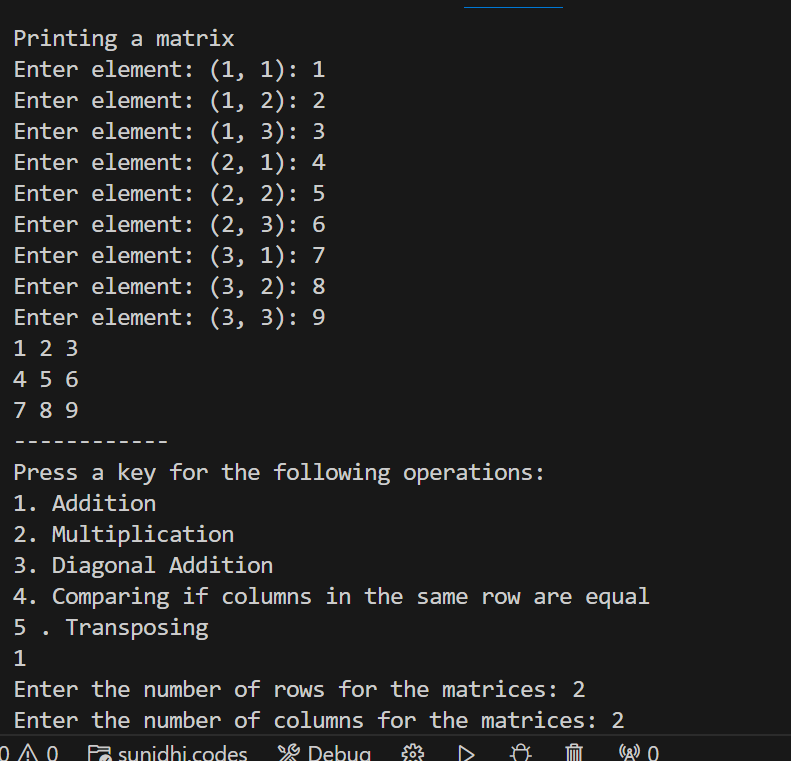 Printing a matrix
Enter element: (1, 1): 1
Enter element: (1, 2): 2
Enter element: (1, 3): 3
Enter element: (2, 1): 4
Enter element: (2, 2): 5
Enter element: (2, 3): 6
Enter element: (3, 1): 7
Enter element: (3, 2): 8
Enter element: (3, 3): 9
1 2 3
4 5 6
7 8 9
------------
Press a key for the following operations:
1. Addition
2. Multiplication
3. Diagonal Addition
4. Comparing if columns in the same row are equal
5 . Transposing
1
Enter the number of rows for the matrices: 2
Enter the number of columns for the matrices: 2
0 0 sunidhi.codes Debug 0